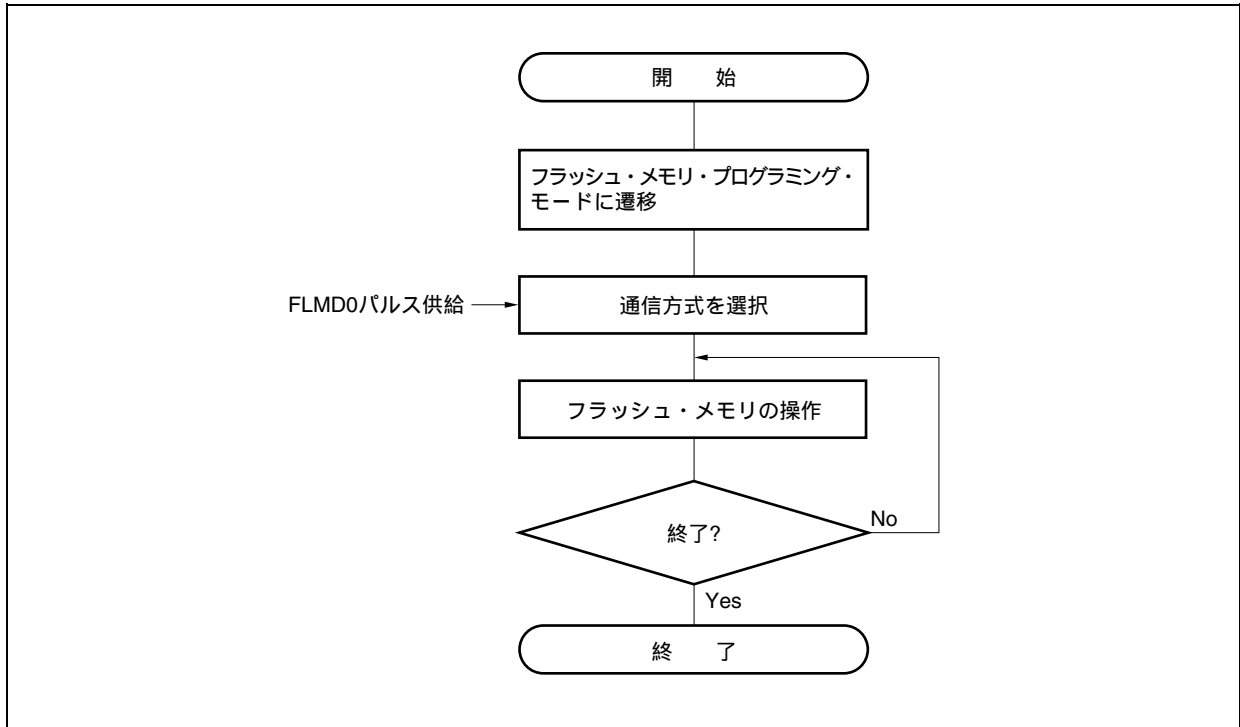 開　始
フラッシュ・メモリ・プログラミング・
モードに遷移
FLMD0パルス供給
通信方式を選択
フラッシュ・メモリの操作
終了?
No
Yes
終　了